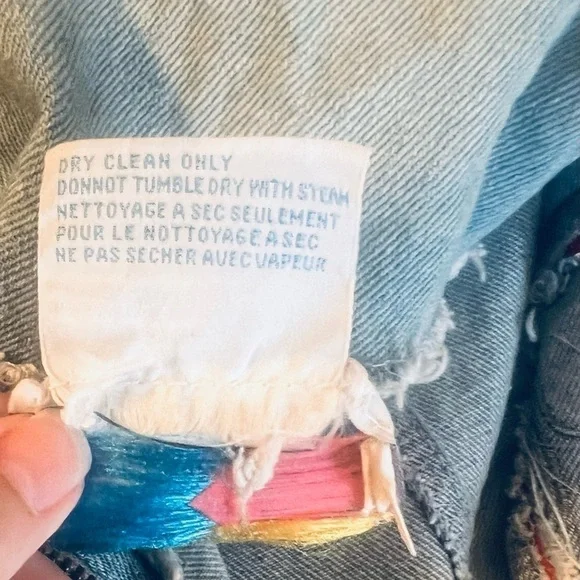 DRY CLEAN ONLY
DONNOT TUMBLE DRY WITH STEAM
NETTOYAGE A SEC SEULEMENT
POUR LE NOTTOYAGE A SEC
NE PAS SECHER AVEC VAPEUR